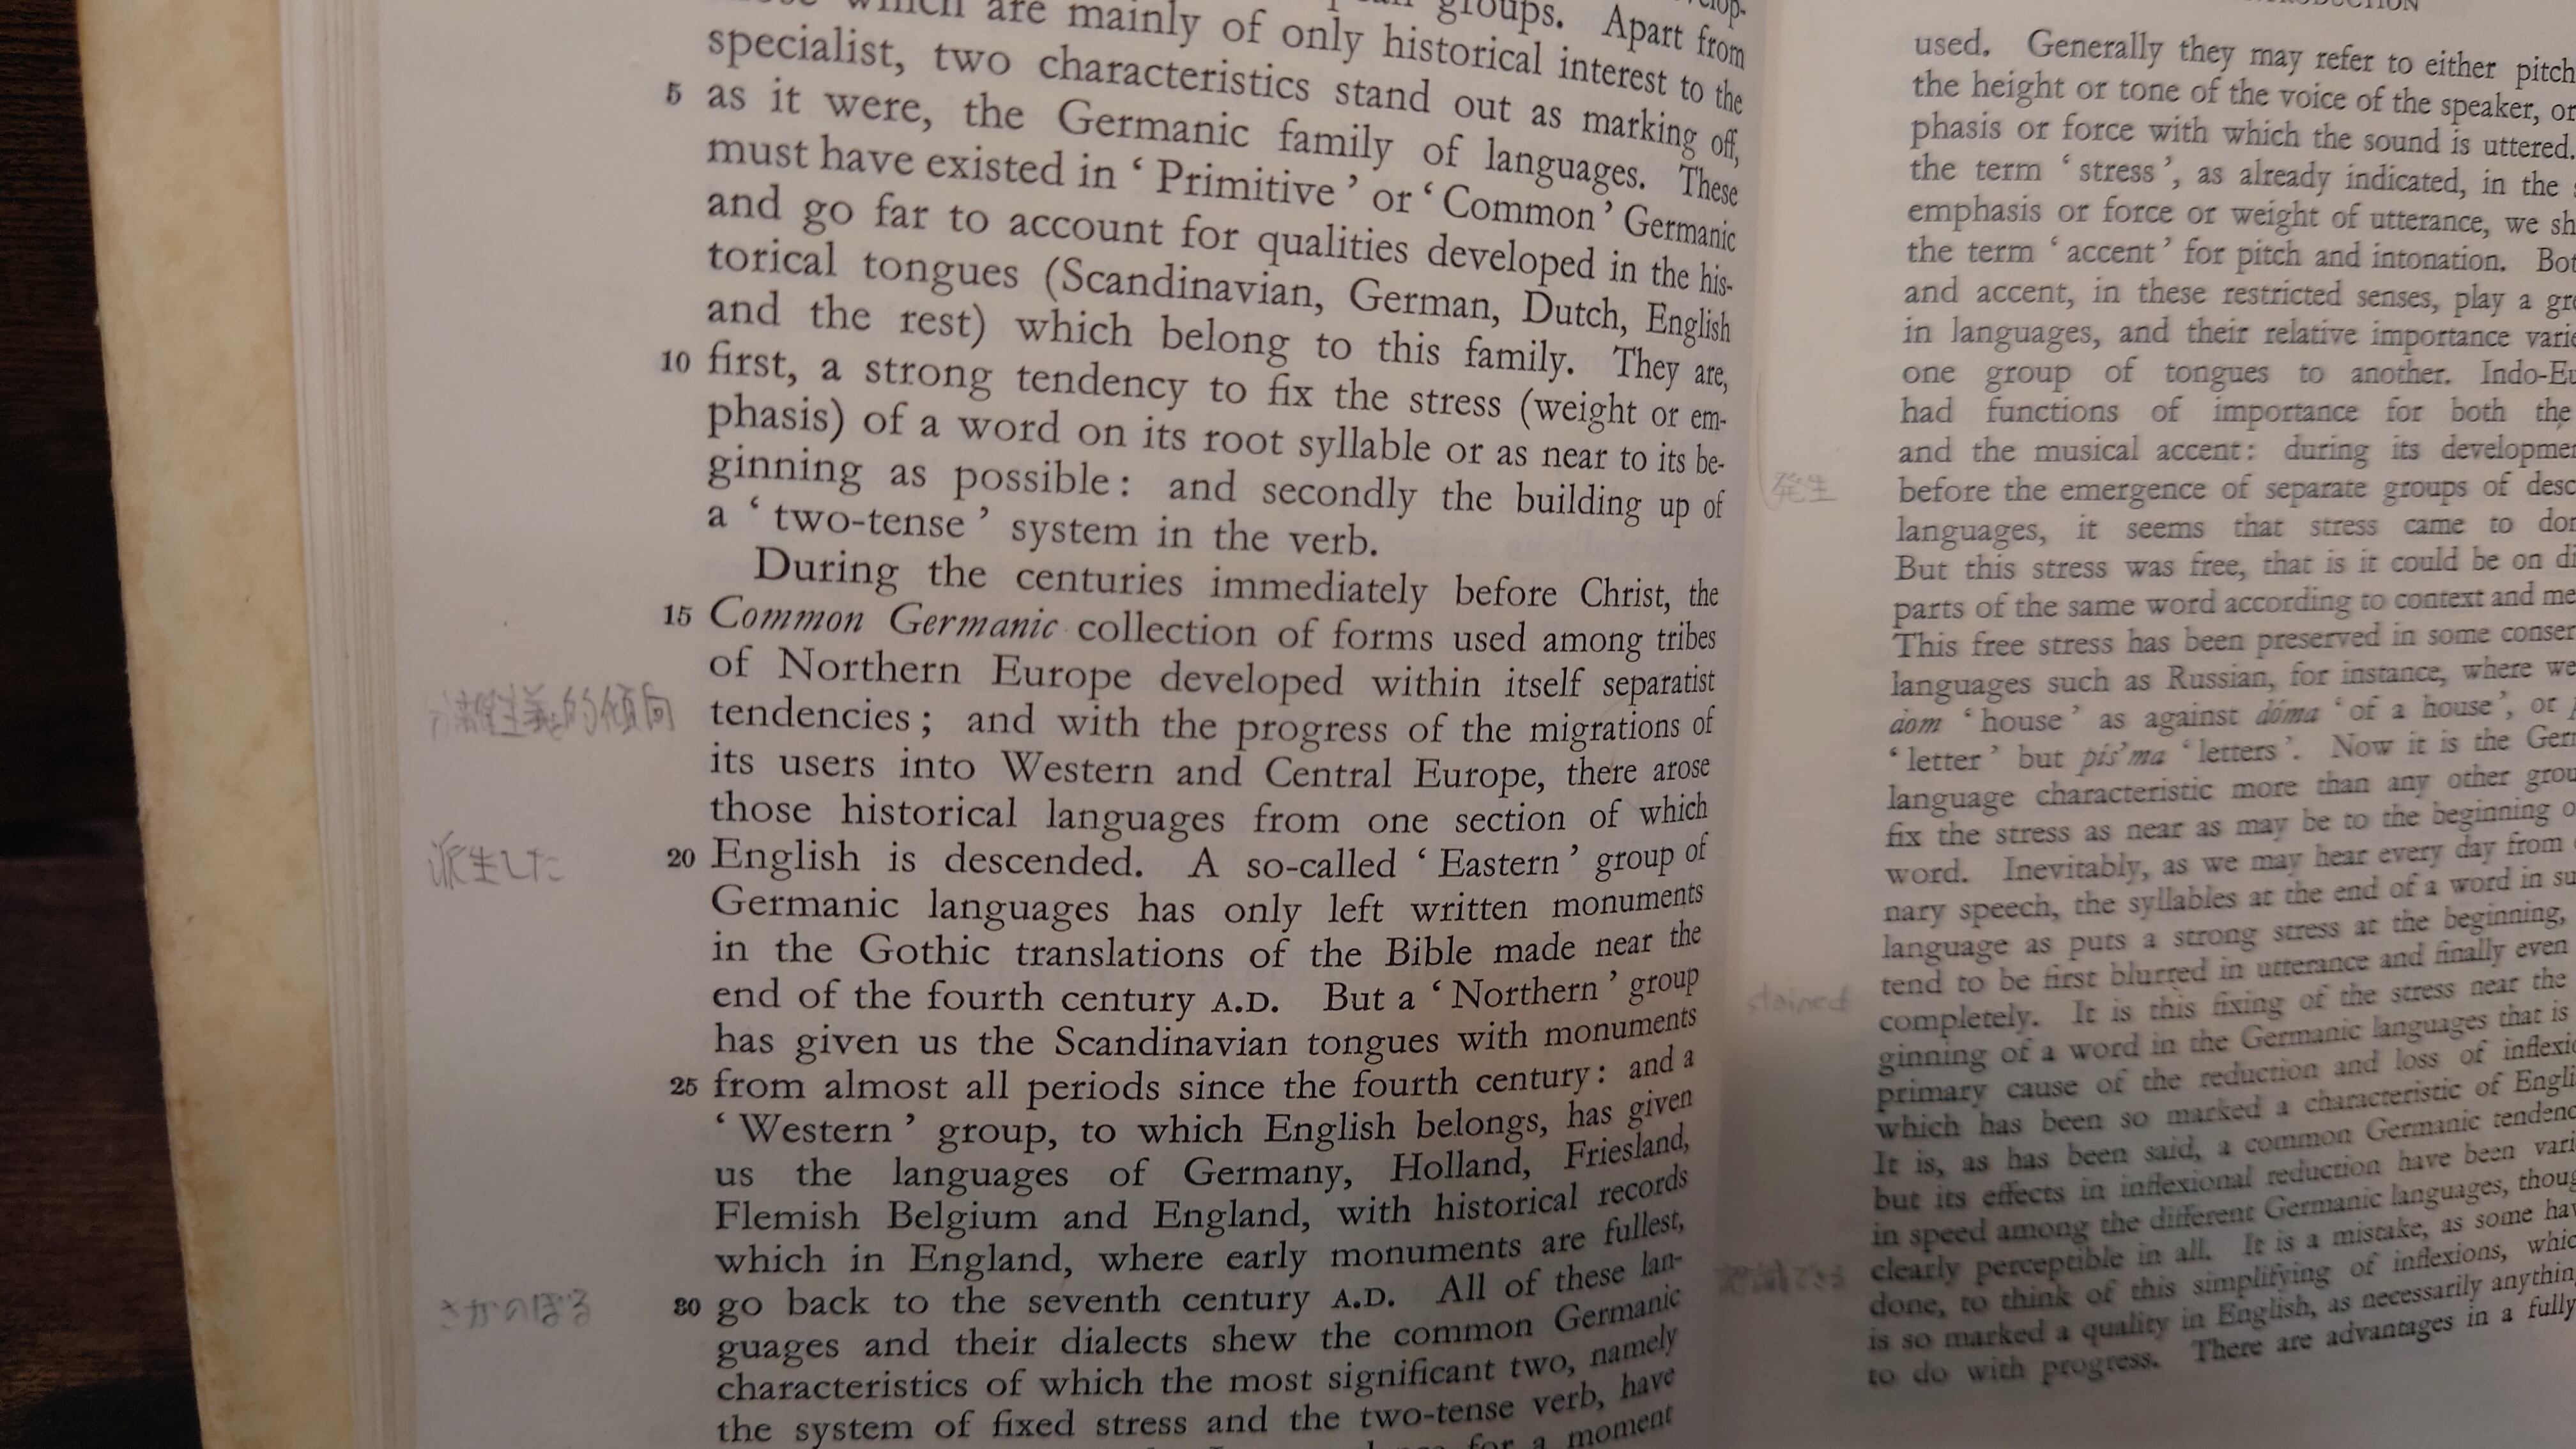 which are mainly of only historical interest to the
groups. Apart from
specialist, two characteristics stand out as marking off,
5 as it were, the Germanic family of languages. These
must have existed in ‘ Primitive ’ or ‘ Common ’ Germanic
and go far to account for qualities developed in the his-
torical tongues (Scandinavian, German, Dutch, English
and the rest) which belong to this family. They are,
10 first, a strong tendency to fix the stress (weight or em-
phasis) of a word on its root syllable or as near to its be-
ginning as possible : and secondly the building up of
a ‘ two-tense ’ system in the verb.
During the centuries immediately before Christ, the
15 Common Germanic collection of forms used among tribes
of Northern Europe developed within itself separatist
分離主義的傾向
tendencies ; and with the progress of the migrations of
its users into Western and Central Europe, there arose
those historical languages from one section of which
派生した
20 English is descended. A so-called ‘ Eastern ’ group of
Germanic languages has only left written monuments
in the Gothic translations of the Bible made near the
end of the fourth century A.D. But a ‘ Northern ’ group
has given us the Scandinavian tongues with monuments
25 from almost all periods since the fourth century : and a
‘ Western ’ group, to which English belongs, has given
us the languages of Germany, Holland, Friesland,
Flemish Belgium and England, with historical records
which in England, where early monuments are fullest,
さかのぼる
30 go back to the seventh century A.D. All of these lan-
guages and their dialects shew the common Germanic
characteristics of which the most significant two, namely
the system of fixed stress and the two-tense verb, have
for a moment
used. Generally they may refer to either pitch
the height or tone of the voice of the speaker, or
phasis or force with which the sound is uttered.
the term ‘ stress ’, as already indicated, in the
emphasis or force or weight of utterance, we sh
the term ‘ accent ’ for pitch and intonation. Bot
and accent, in these restricted senses, play a gr
in languages, and their relative importance vari
one group of tongues to another. Indo-Eu
had functions of importance for both the
and the musical accent : during its developmen
発生
before the emergence of separate groups of desc
languages, it seems that stress came to don
But this stress was free, that is it could be on di
parts of the same word according to context and me
This free stress has been preserved in some conser
languages such as Russian, for instance, where we
dom ‘ house ’ as against dóma ‘ of a house ’, or
‘ letter ’ but pís’ma ‘ letters ’. Now it is the Ger
language characteristic more than any other grou
fix the stress as near as may be to the beginning o
word. Inevitably, as we may hear every day from
nary speech, the syllables at the end of a word in su
language as puts a strong stress at the beginning,
tend to be first blurred in utterance and finally even
stained
completely. It is this fixing of the stress near the
ginning of a word in the Germanic languages that is
primary cause of the reduction and loss of inflexio
which has been so marked a characteristic of Engli
It is, as has been said, a common Germanic tendenc
but its effects in inflexional reduction have been vari
in speed among the different Germanic languages, thoug
clearly perceptible in all. It is a mistake, as some hav
done, to think of this simplifying of inflexions, whic
is so marked a quality in English, as necessarily anything
to do with progress. There are advantages in a fully